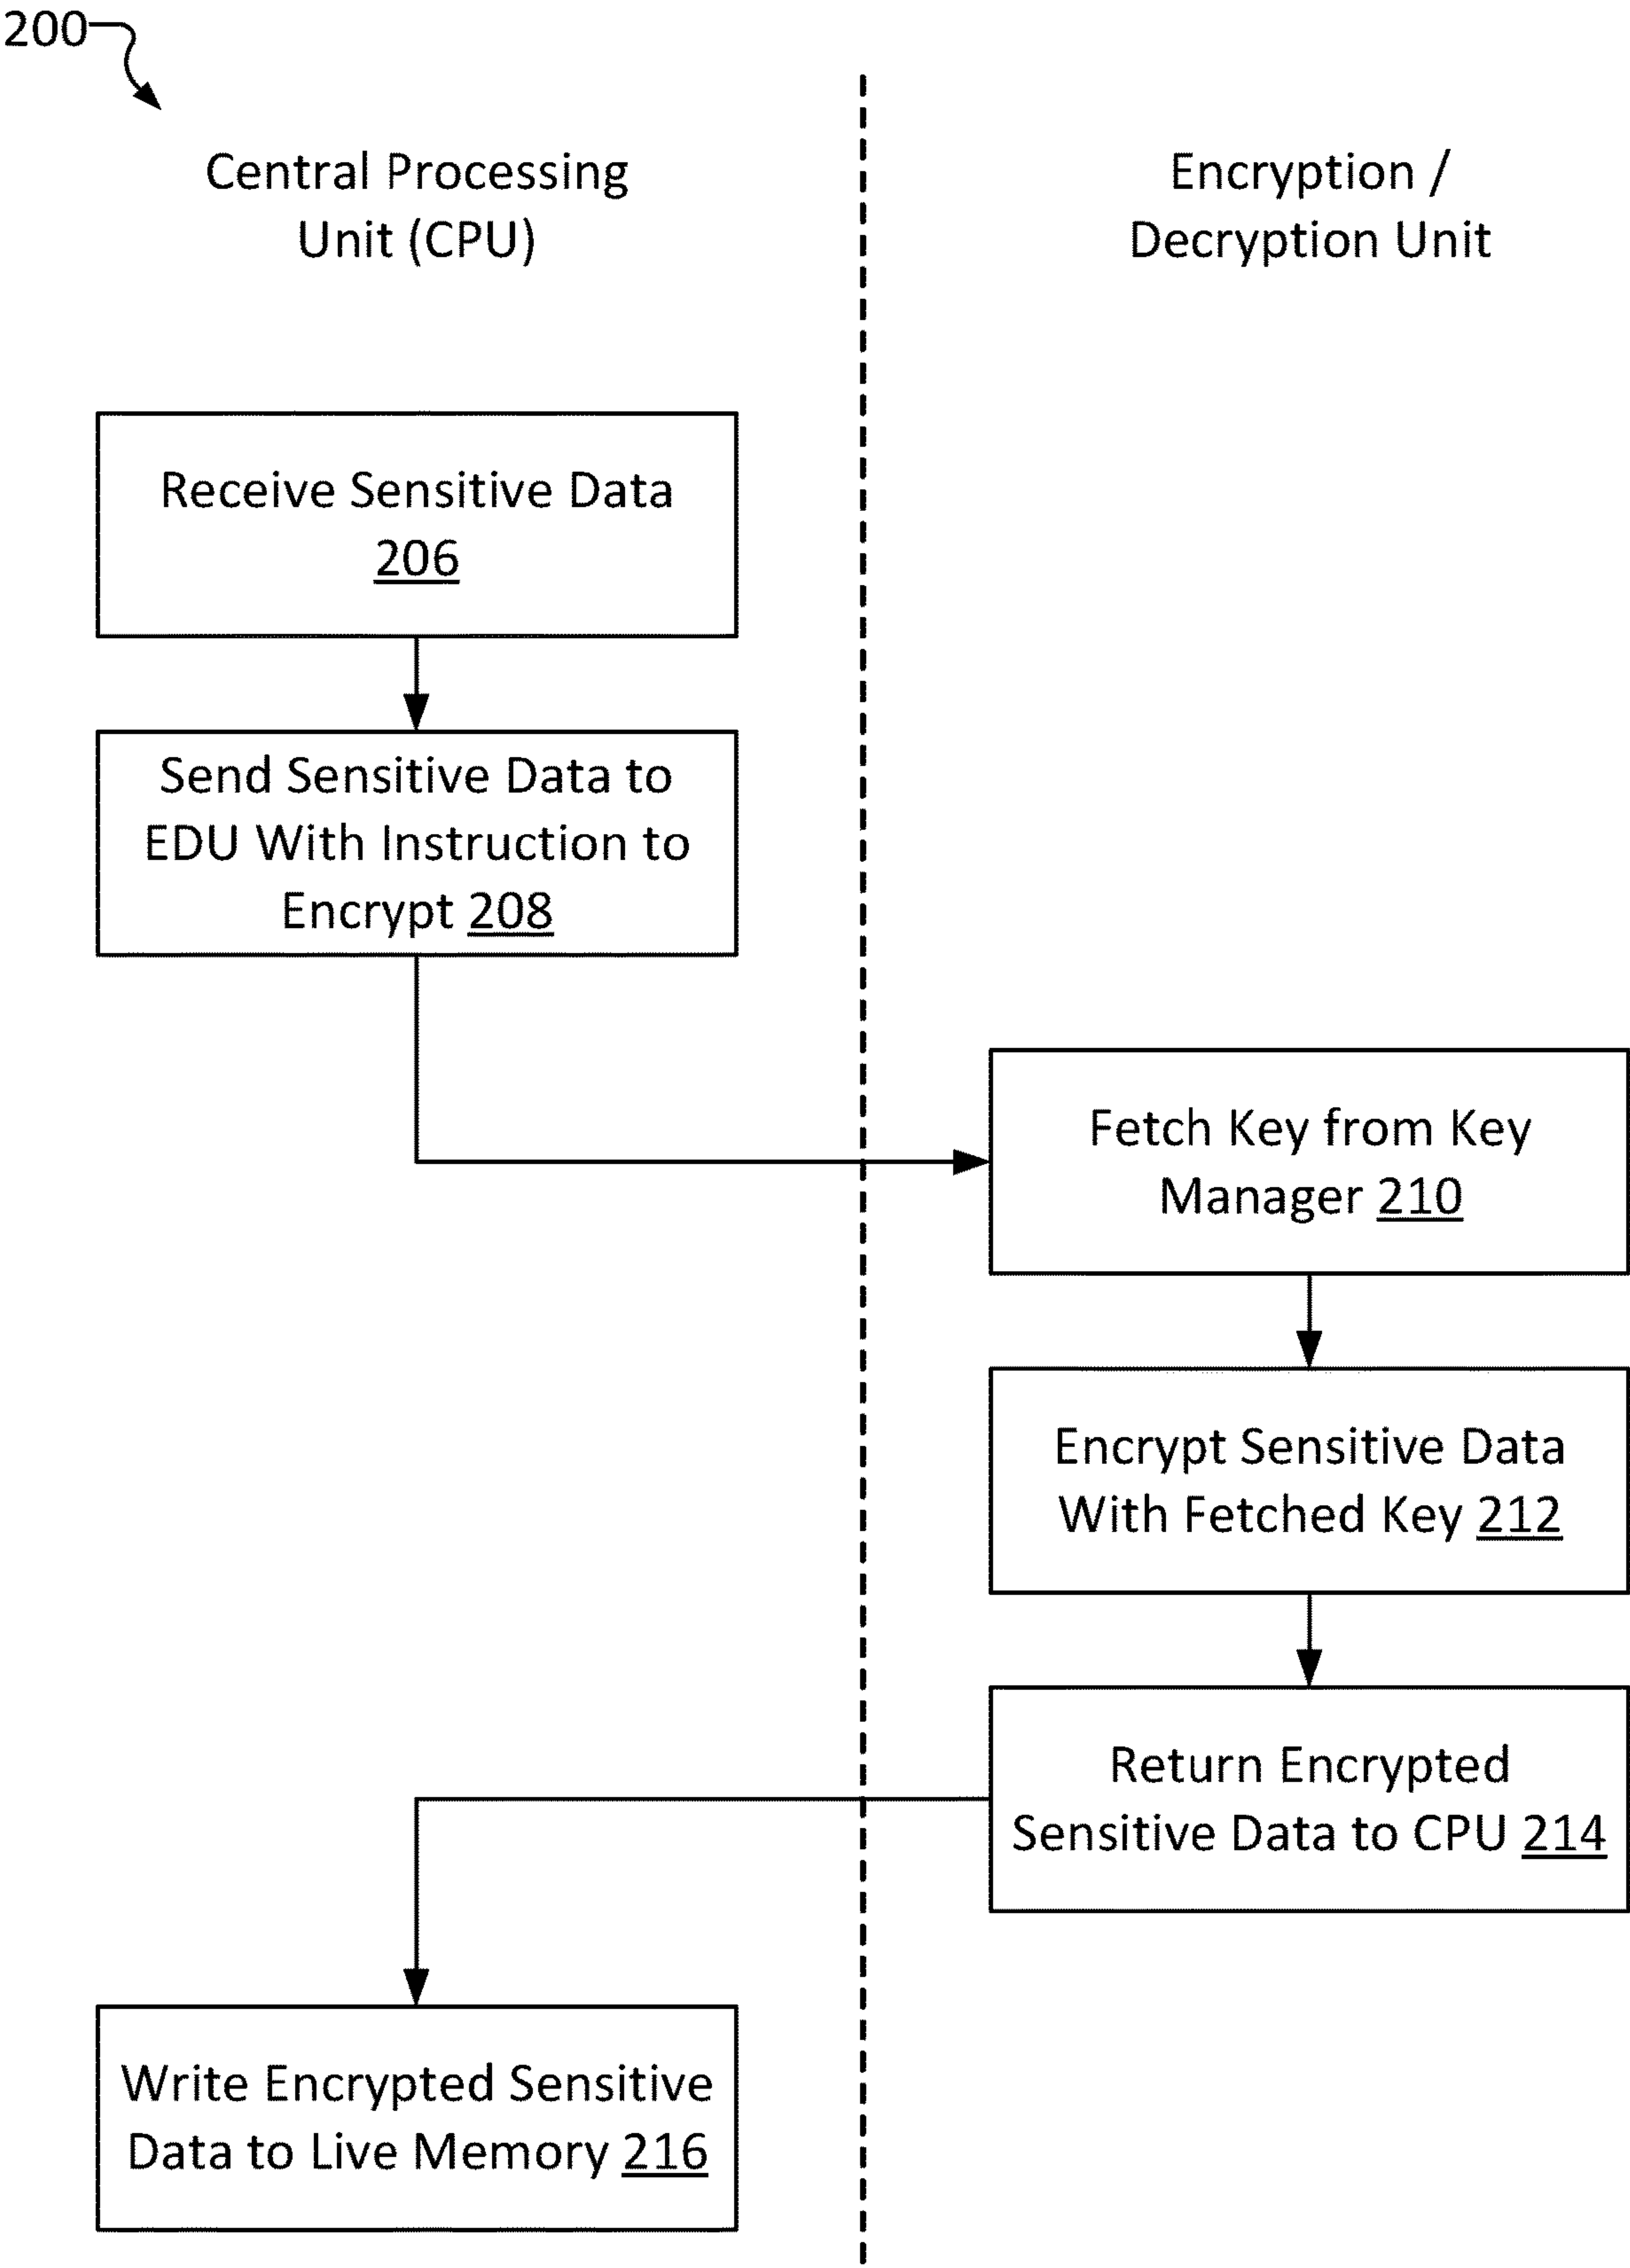 200
Central Processing
Unit (CPU)
Encryption /
Decryption Unit
Receive Sensitive Data
206
Send Sensitive Data to
EDU With Instruction to
Encrypt 208
Fetch Key from Key
Manager 210
Encrypt Sensitive Data
With Fetched Key 212
Return Encrypted
Sensitive Data to CPU 214
Write Encrypted Sensitive
Data to Live Memory 216